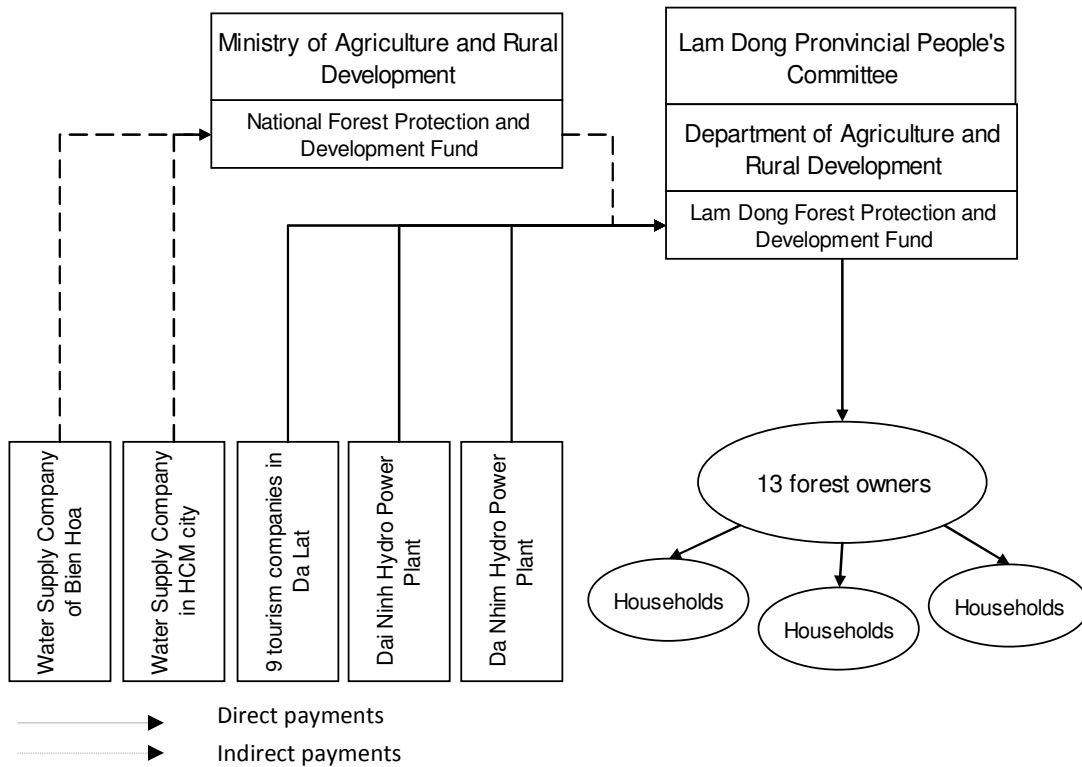 Ministry of Agriculture and Rural
Development
National Forest Protection and
Development Fund
Lam Dong Pronvincial People's
Committee
Department of Agriculture and
Rural Development
Lam Dong Forest Protection and
Development Fund
Water Supply Company
of Bien Hoa
Water Supply Company
in HCM city
9 tourism companies in
Da Lat
Dai Ninh Hydro Power
Plant
Da Nhim Hydro Power
Plant
13 forest owners
Households
Households
Households
Direct payments
Indirect payments